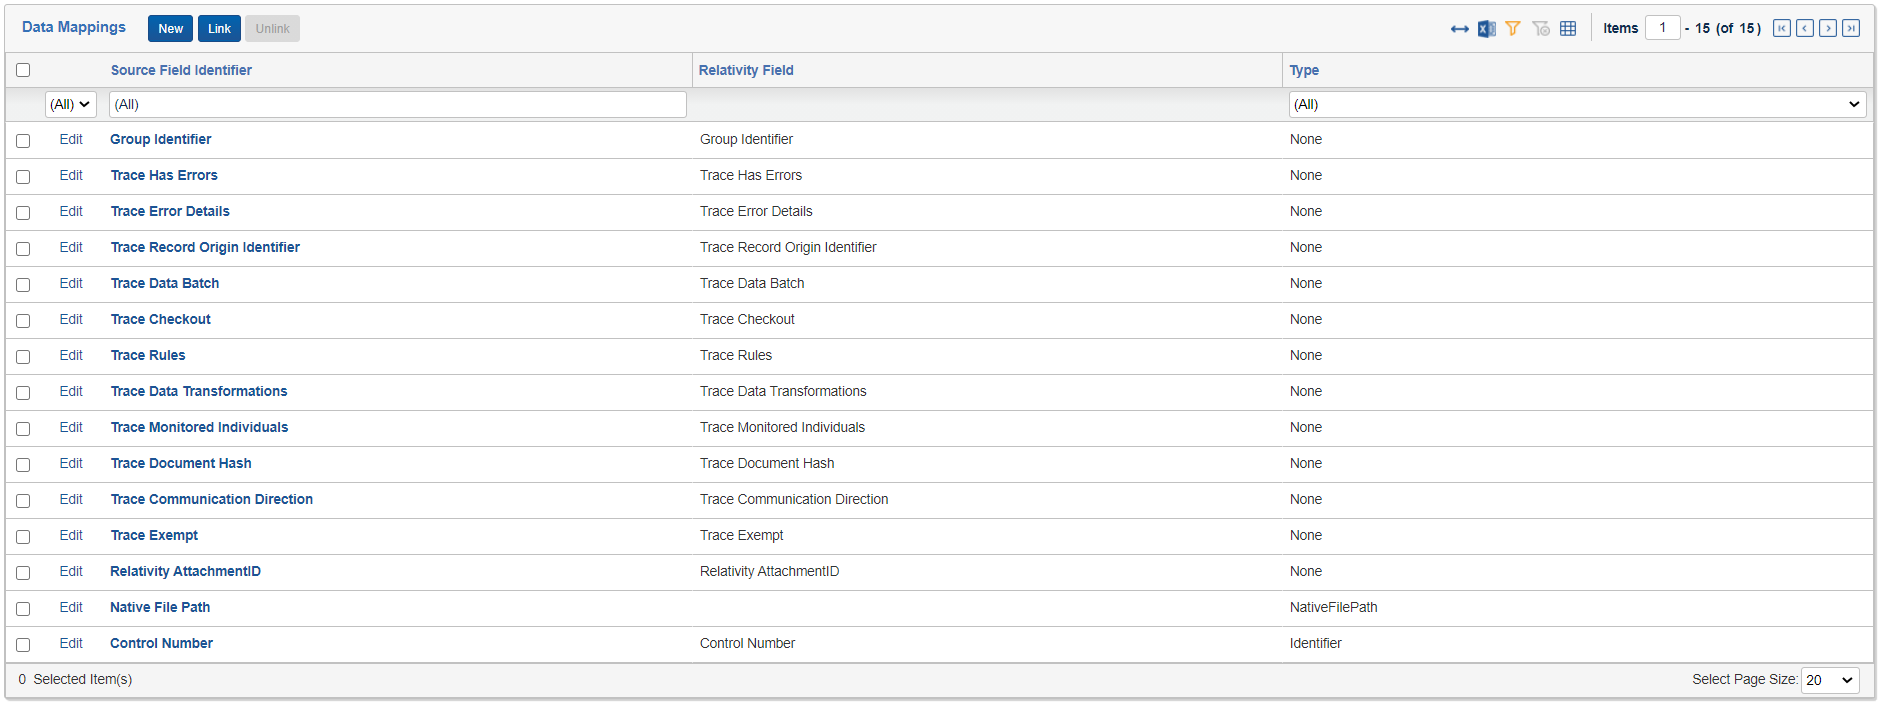 Data Mappings New Link Unlink Items 1 - 15 (of 15)
Source Field Identifier Relativity Field Type
(All) (All) (All)
Edit Group Identifier Group Identifier None
Edit Trace Has Errors Trace Has Errors None
Edit Trace Error Details Trace Error Details None
Edit Trace Record Origin Identifier Trace Record Origin Identifier None
Edit Trace Data Batch Trace Data Batch None
Edit Trace Checkout Trace Checkout None
Edit Trace Rules Trace Rules None
Edit Trace Data Transformations Trace Data Transformations None
Edit Trace Monitored Individuals Trace Monitored Individuals None
Edit Trace Document Hash Trace Document Hash None
Edit Trace Communication Direction Trace Communication Direction None
Edit Trace Exempt Trace Exempt None
Edit Relativity AttachmentID Relativity AttachmentID None
Edit Native File Path NativeFilePath
Edit Control Number Control Number Identifier
0 Selected Item(s) Select Page Size: 20